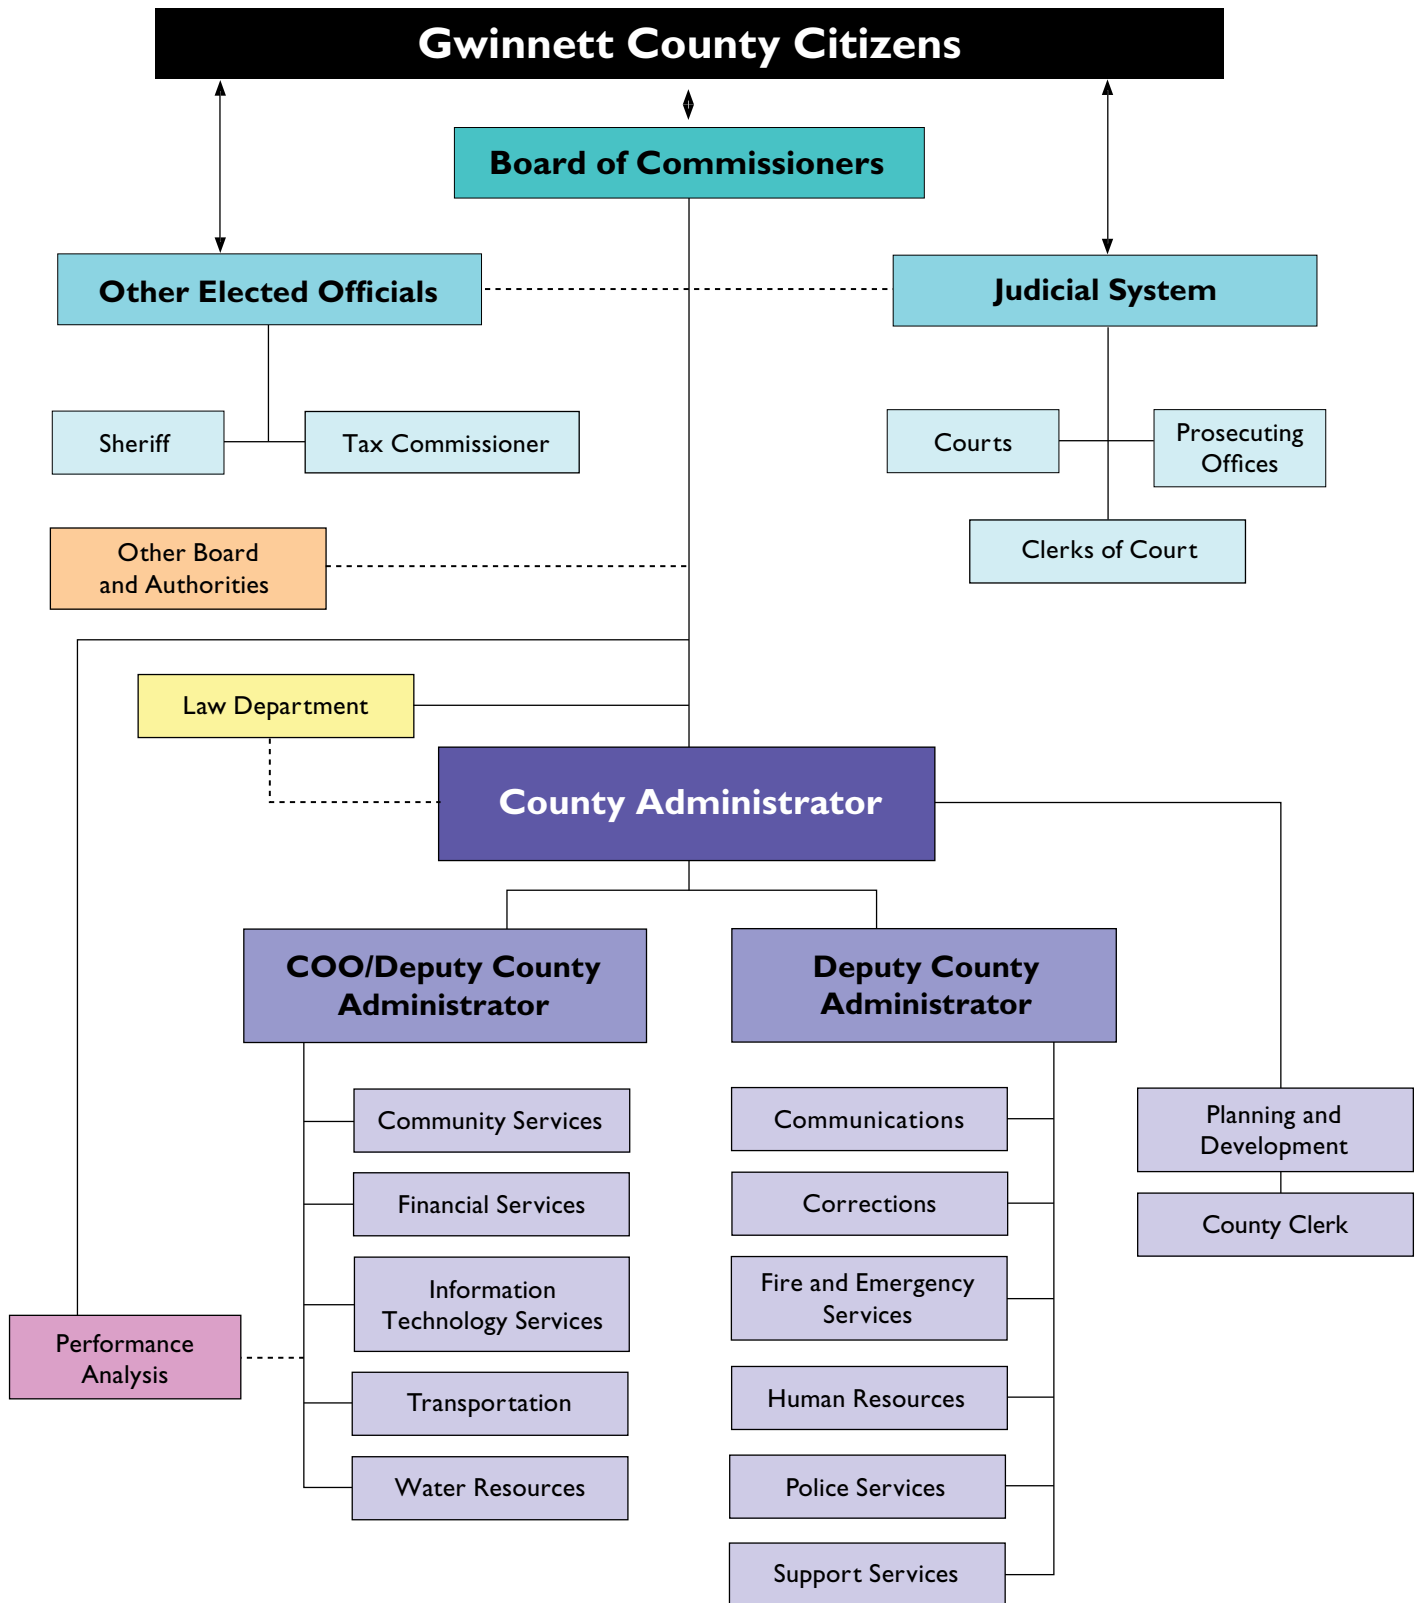 Gwinnett County Citizens
Board of Commissioners
Other Elected Officials
Judicial System
Sheriff
Tax Commissioner
Courts
Prosecuting
Offices
Clerks of Court
Other Board
and Authorities
Law Department
County Administrator
COO/Deputy County
Administrator
Deputy County
Administrator
Community Services
Financial Services
Information
Technology Services
Transportation
Water Resources
Communications
Corrections
Fire and Emergency
Services
Human Resources
Police Services
Support Services
Planning and
Development
County Clerk
Performance
Analysis